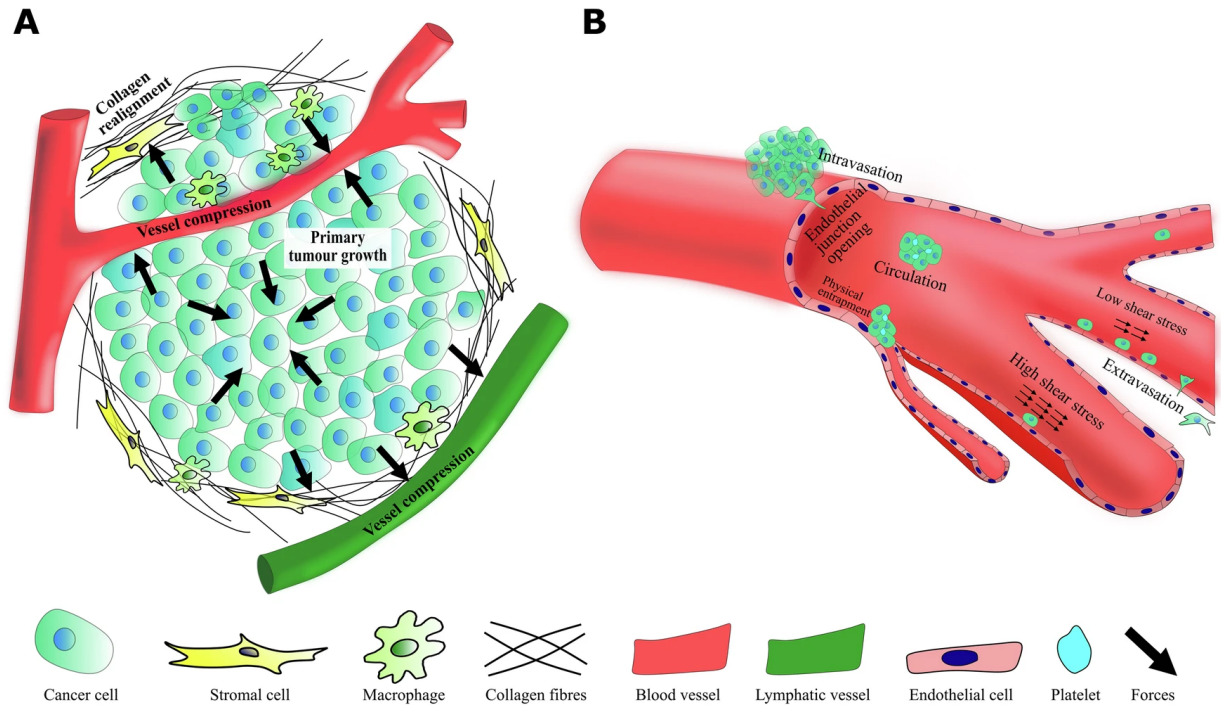 A
Collagen
realignment
Vessel compression
Primary
tumour growth
Vessel compression
B
Intravasation
Endothelial
junction
opening
Circulation
Physical
entrapment
Low shear stress
High shear stress
Extravasation
Cancer cell
Stromal cell
Macrophage
Collagen fibres
Blood vessel
Lymphatic vessel
Endothelial cell
Platelet
Forces